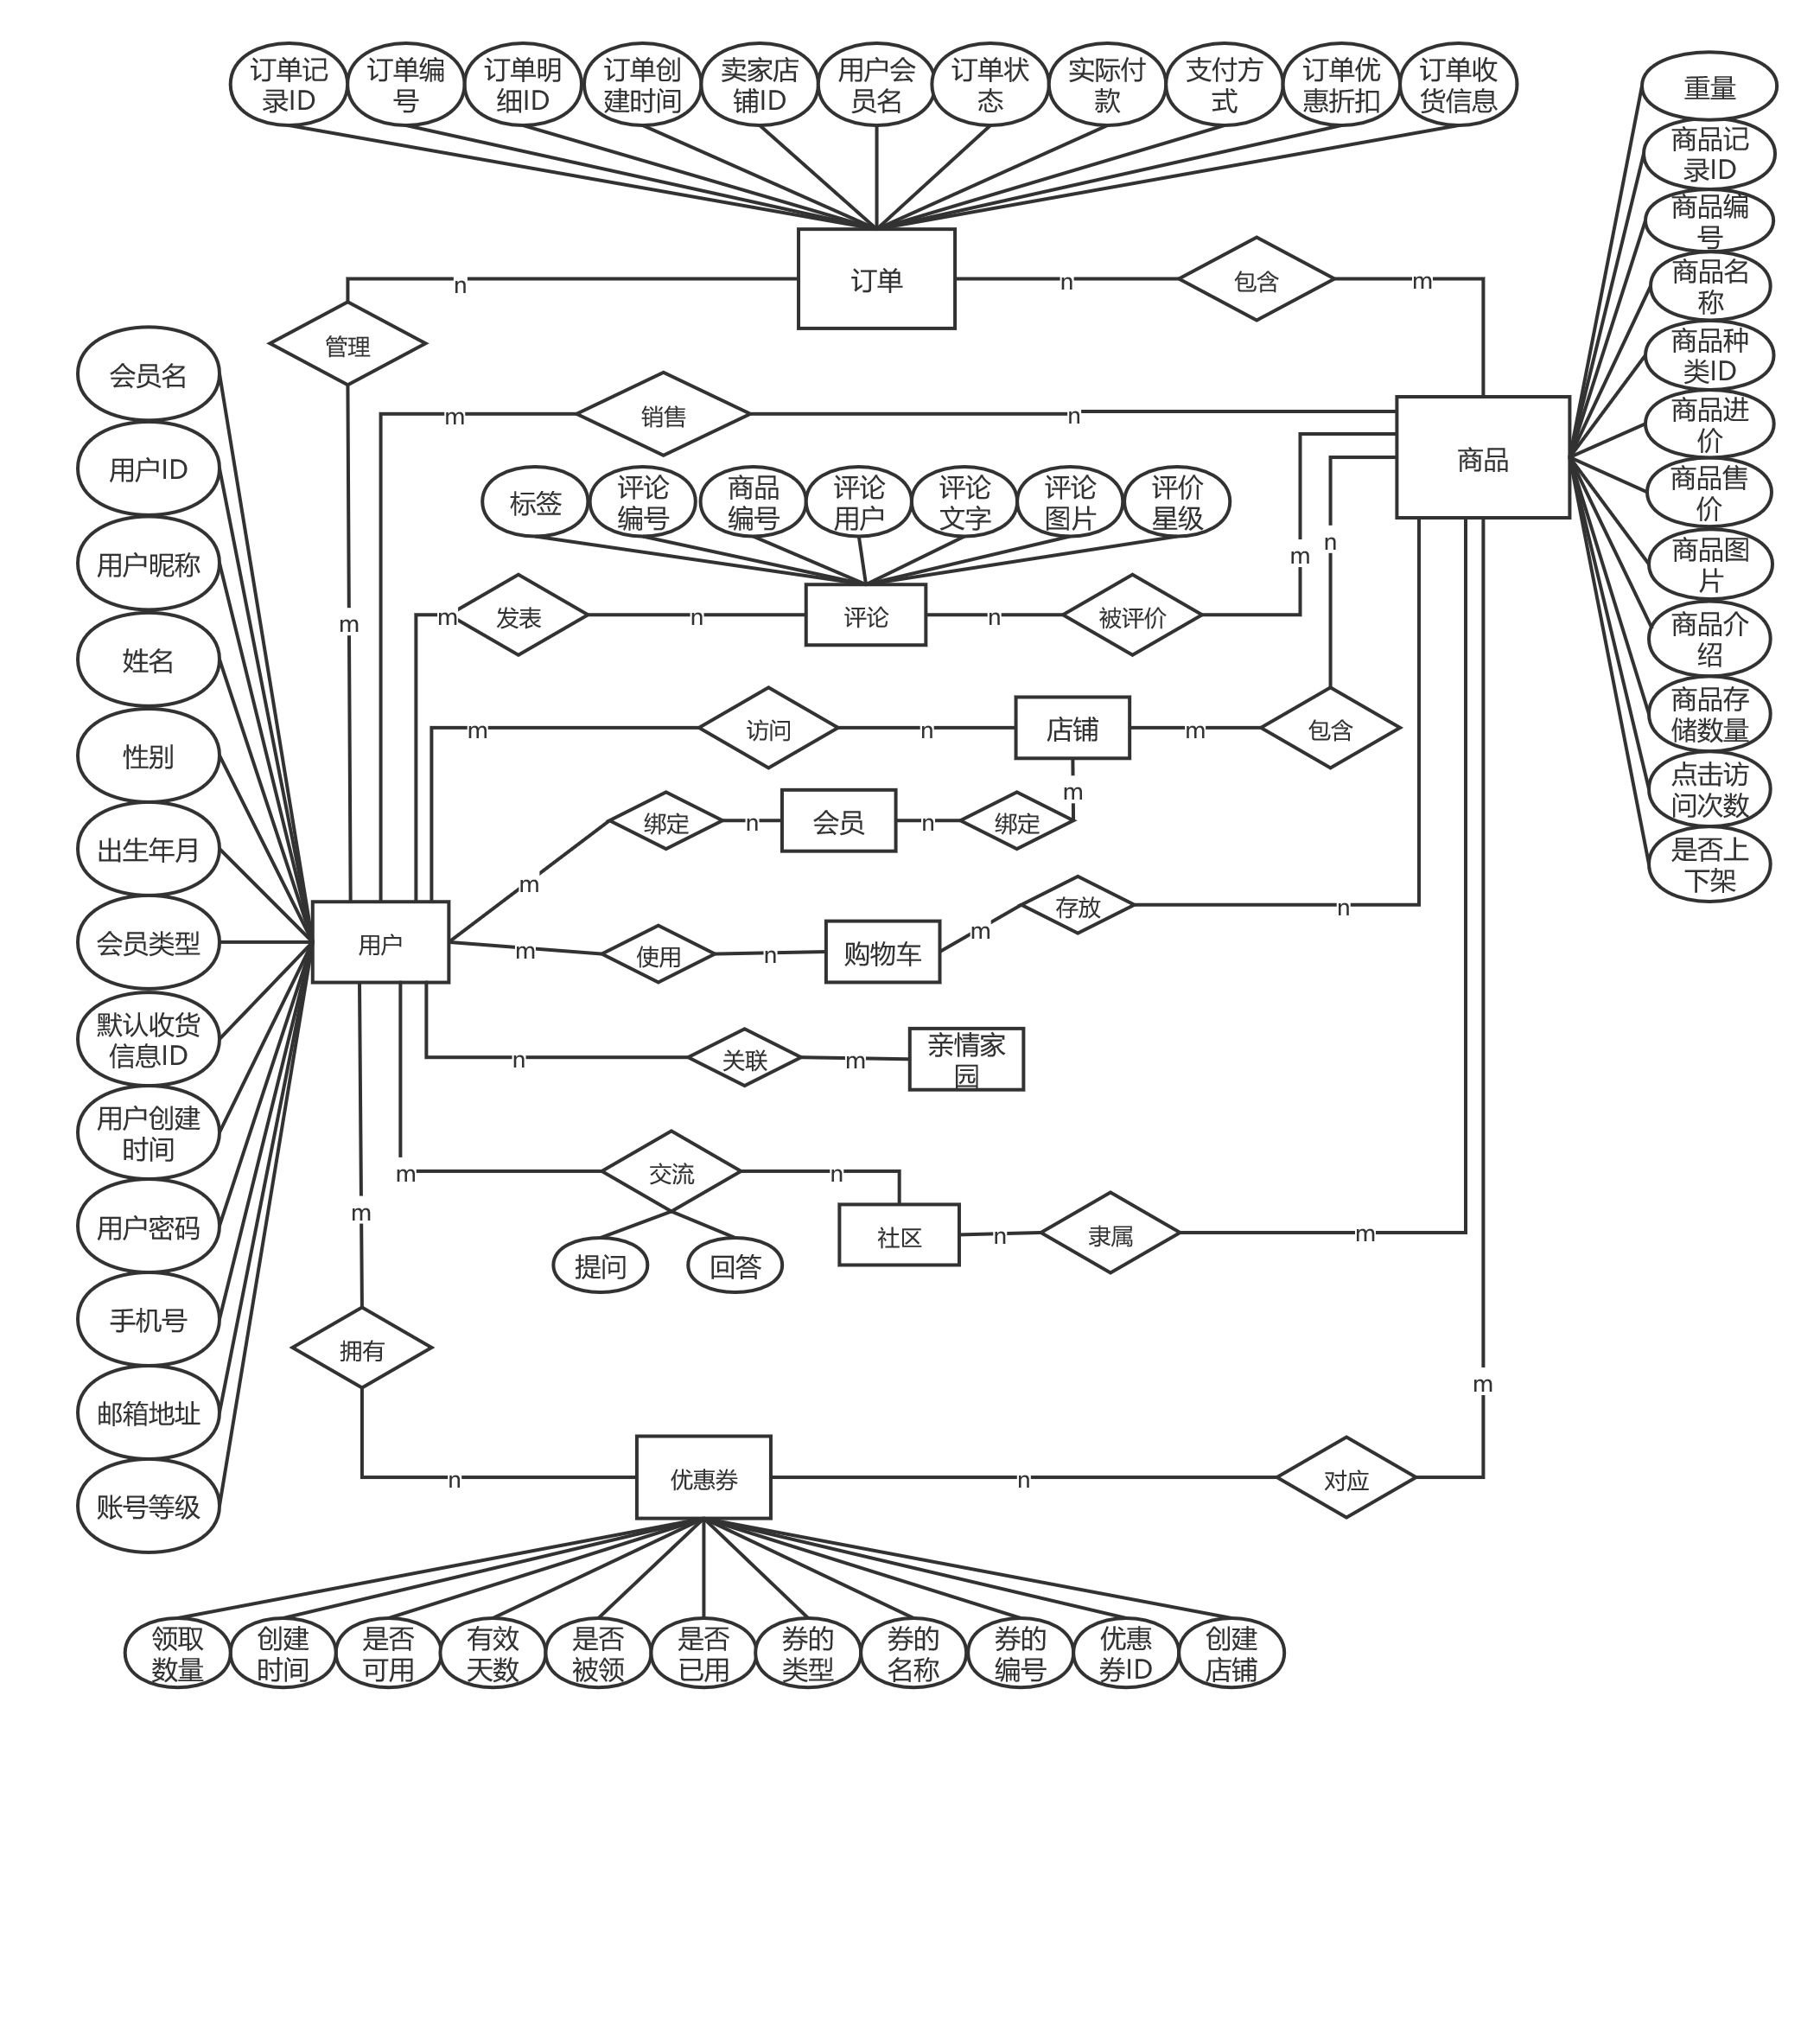 订单记
录ID
订单编
号
订单明
细ID
订单创
建时间
卖家店
铺ID
用户会
员名
订单状
态
实际付
款
支付方
式
订单优
惠折扣
订单收
货信息
重量
商品记
录ID
商品编
号
商品名
称
商品种
类ID
商品进
价
商品售
价
商品图
片
商品介
绍
商品存
储数量
点击访
问次数
是否上
下架
订单
n
n
包含
m
管理
会员名
用户ID
用户昵称
姓名
性别
出生年月
会员类型
默认收货
信息ID
用户创建
时间
用户密码
手机号
邮箱地址
账号等级
m
销售
n
商品
标签
评论
编号
商品
编号
评论
用户
评论
文字
评论
图片
评价
星级
m
n
m
m
发表
n
评论
n
被评价
m
访问
n
店铺
m
包含
m
绑定
n
会员
n
绑定
m
存放
n
用户
m
使用
n
购物车
m
n
关联
m
亲情家
园
m
交流
n
提问
回答
社区
n
隶属
m
m
拥有
m
n
优惠券
n
对应
领取
数量
创建
时间
是否
可用
有效
天数
是否
被领
是否
已用
券的
类型
券的
名称
券的
编号
优惠
券ID
创建
店铺